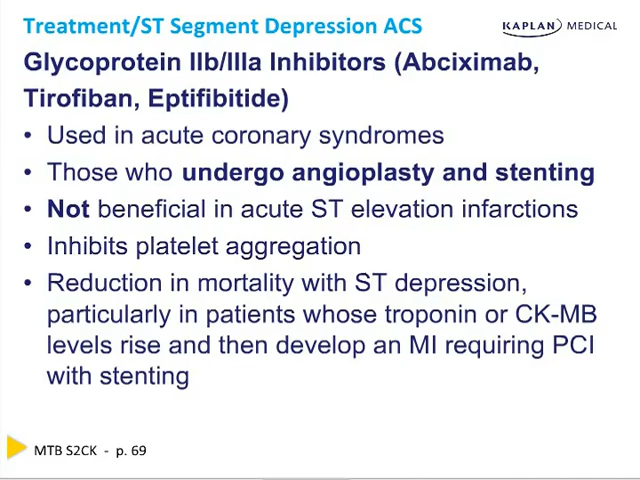 Treatment/ST Segment Depression ACS
KAPLAN MEDICAL
Glycoprotein IIb/IIIa Inhibitors (Abciximab,
Tirofiban, Eptifibitide)
• Used in acute coronary syndromes
• Those who undergo angioplasty and stenting
• Not beneficial in acute ST elevation infarctions
• Inhibits platelet aggregation
• Reduction in mortality with ST depression,
particularly in patients whose troponin or CK-MB
levels rise and then develop an MI requiring PCI
with stenting
MTB S2CK - p. 69